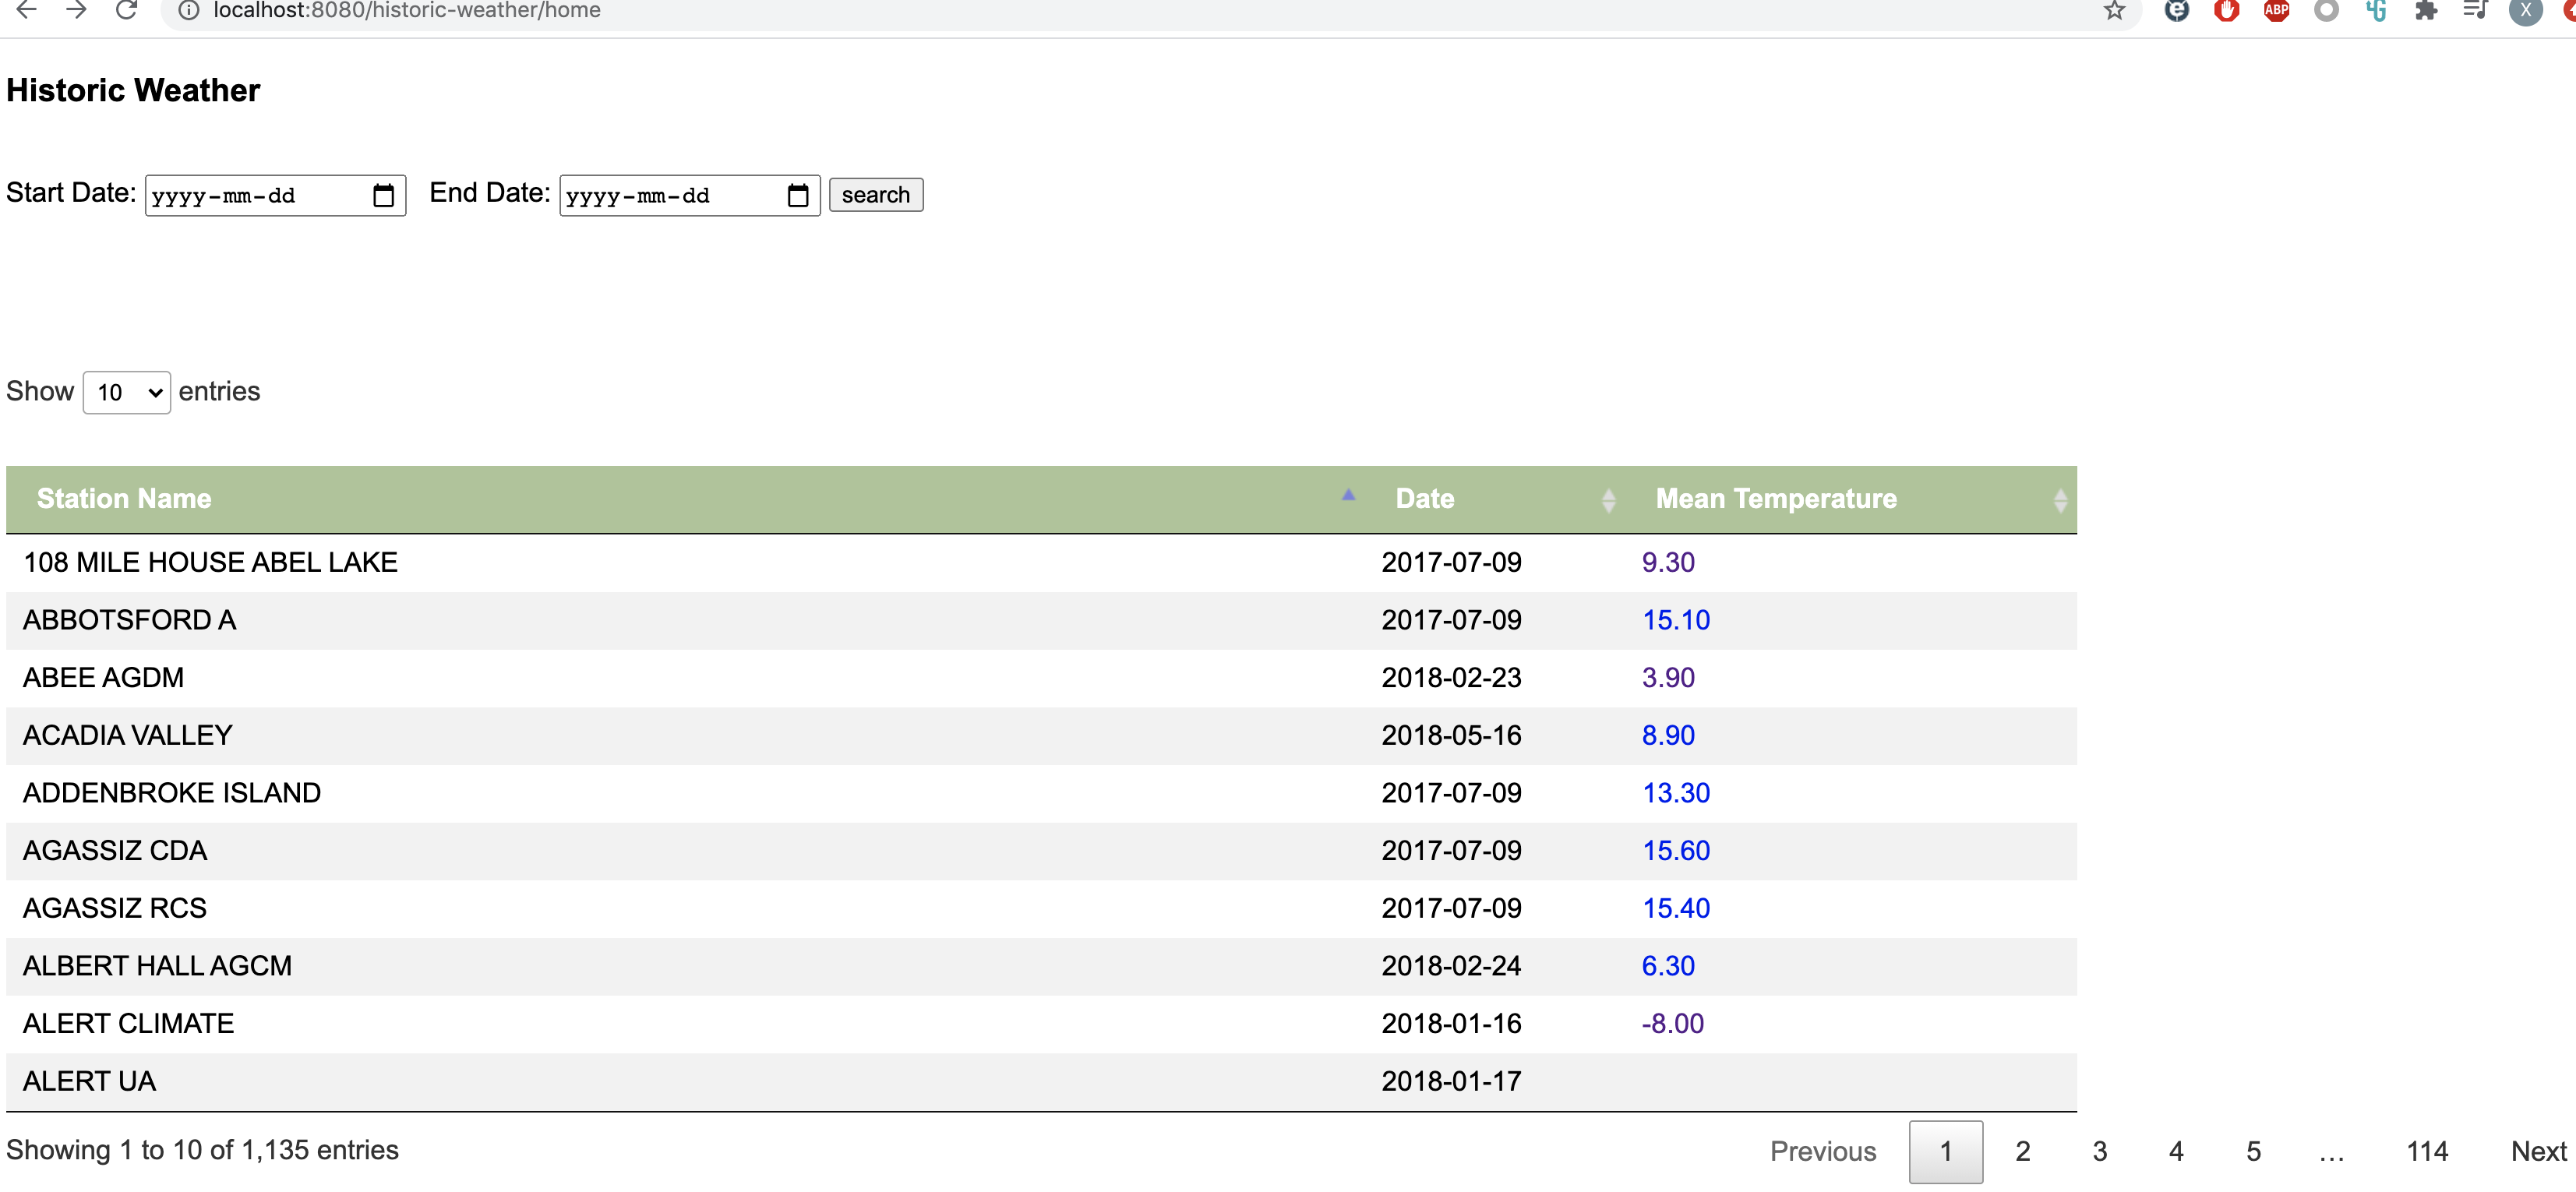 localhost:8080/historic-weather/home
ABP
X
Historic Weather
Start Date: yyyy-mm-dd End Date: yyyy-mm-dd search
Show 10 entries
Station Name Date Mean Temperature
108 MILE HOUSE ABEL LAKE 2017-07-09 9.30
ABBOTSFORD A 2017-07-09 15.10
ABEE AGDM 2018-02-23 3.90
ACADIA VALLEY 2018-05-16 8.90
ADDENBROKE ISLAND 2017-07-09 13.30
AGASSIZ CDA 2017-07-09 15.60
AGASSIZ RCS 2017-07-09 15.40
ALBERT HALL AGCM 2018-02-24 6.30
ALERT CLIMATE 2018-01-16 -8.00
ALERT UA 2018-01-17
Showing 1 to 10 of 1,135 entries Previous 1 2 3 4 5 … 114 Next